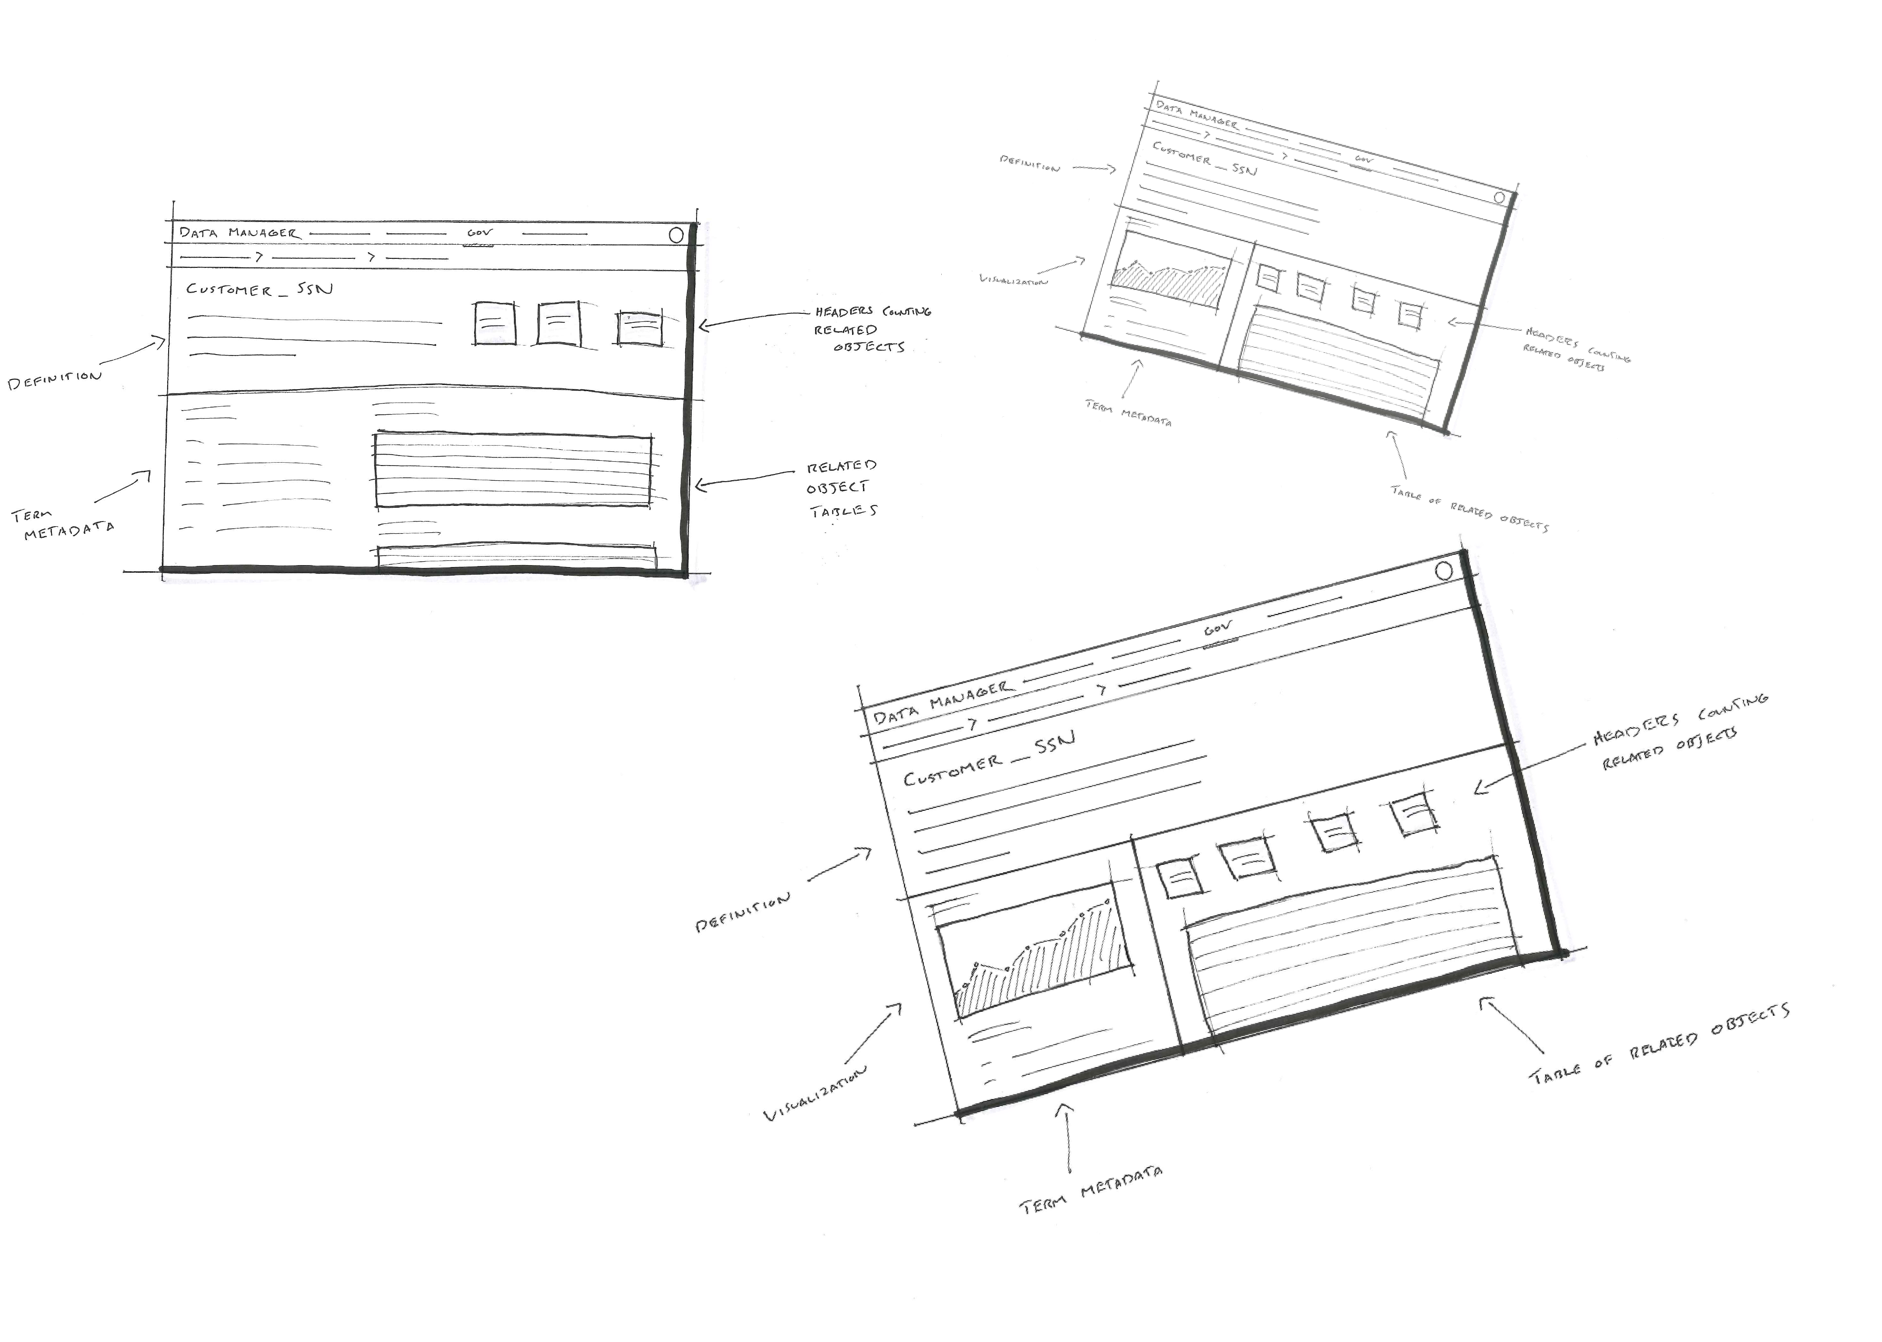 DATA MANAGER
GOV
CUSTOMER_SSN
DEFINITION
TERM
METADATA
HEADERS COUNTING
RELATED
OBJECTS
RELATED
OBJECT
TABLES
DATA MANAGER
GOV
CUSTOMER_SSN
DEFINITION
VISUALIZATION
TERM METADATA
HEADERS COUNTING
RELATED OBJECTS
TABLE OF RELATED OBJECTS
DATA MANAGER
GOV
CUSTOMER_SSN
DEFINITION
VISUALIZATION
TERM METADATA
HEADERS COUNTING
RELATED OBJECTS
TABLE OF RELATED OBJECTS